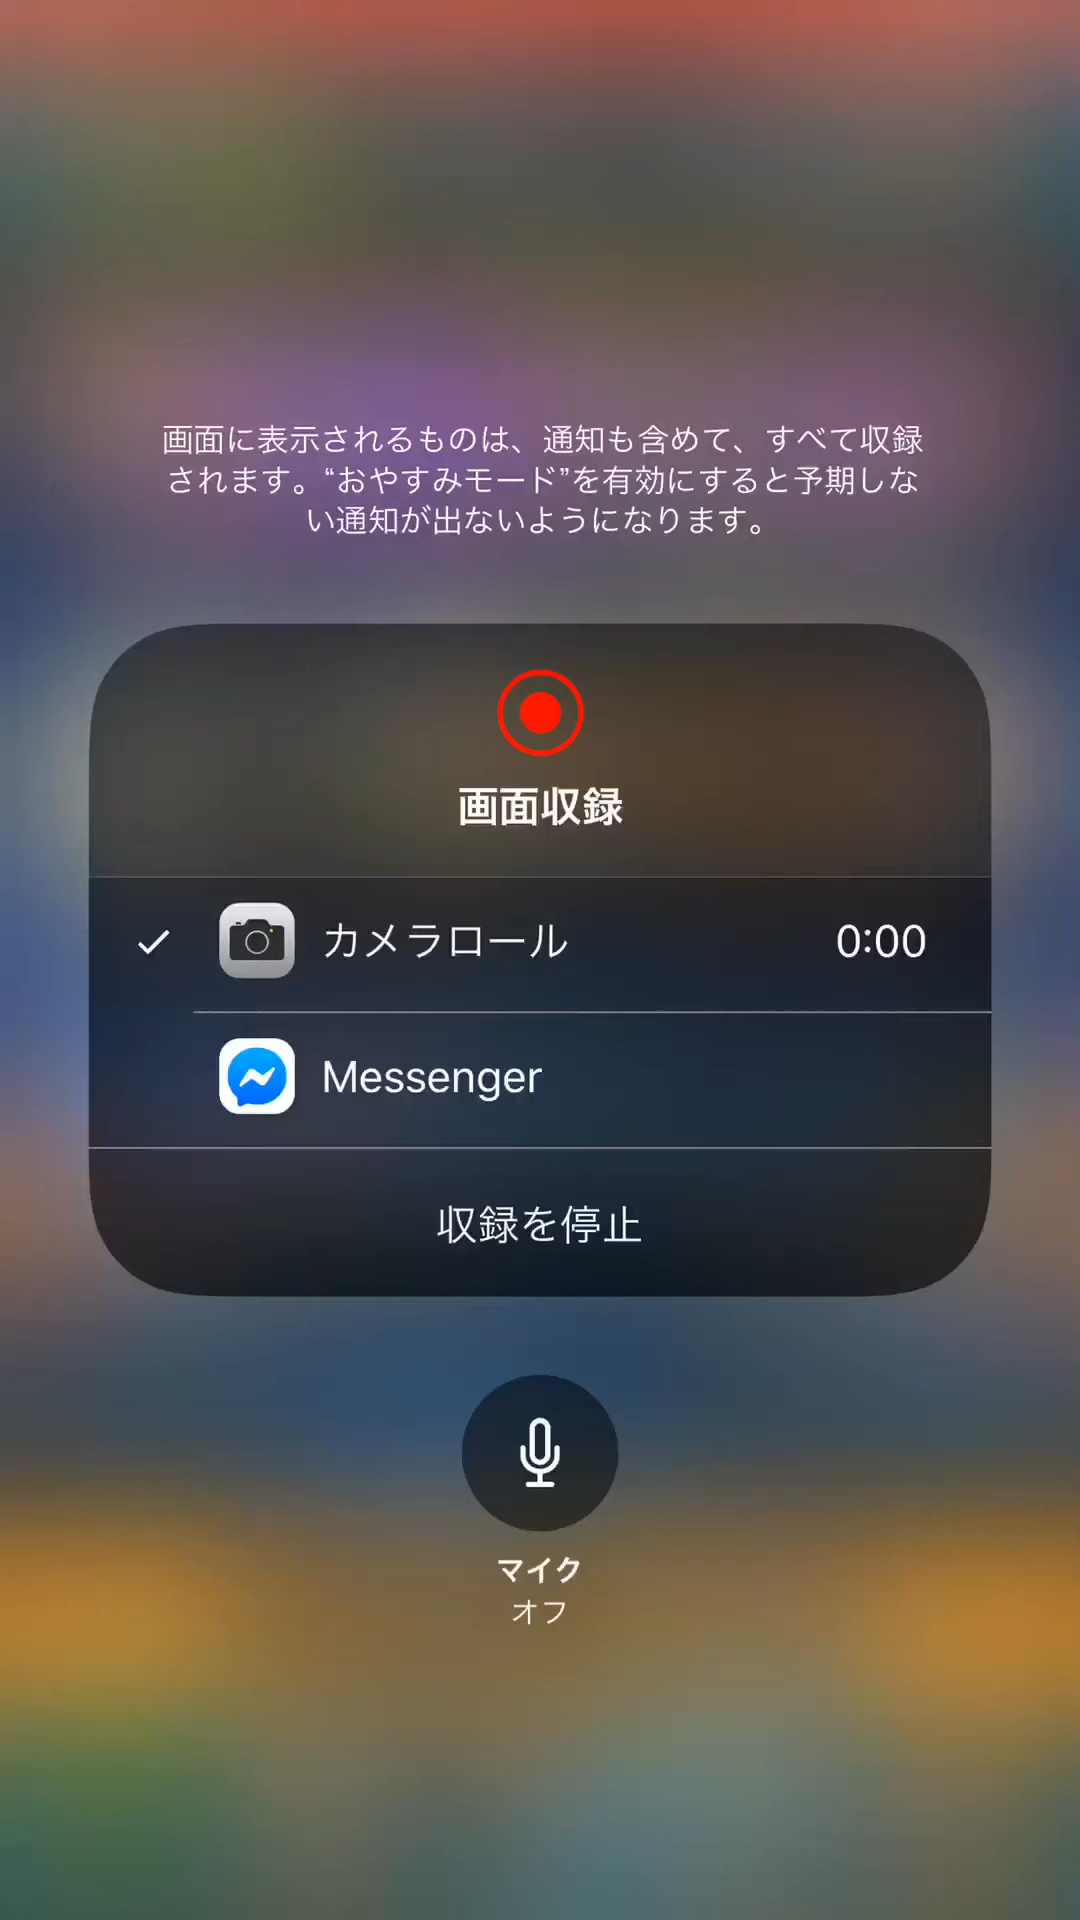 画面に表示されるものは、通知も含めて、すべて収録
されます。“おやすみモード”を有効にすると予期しな
い通知が出ないようになります。
画面収録
カメラロール 0:00
Messenger
収録を停止
マイク
オフ